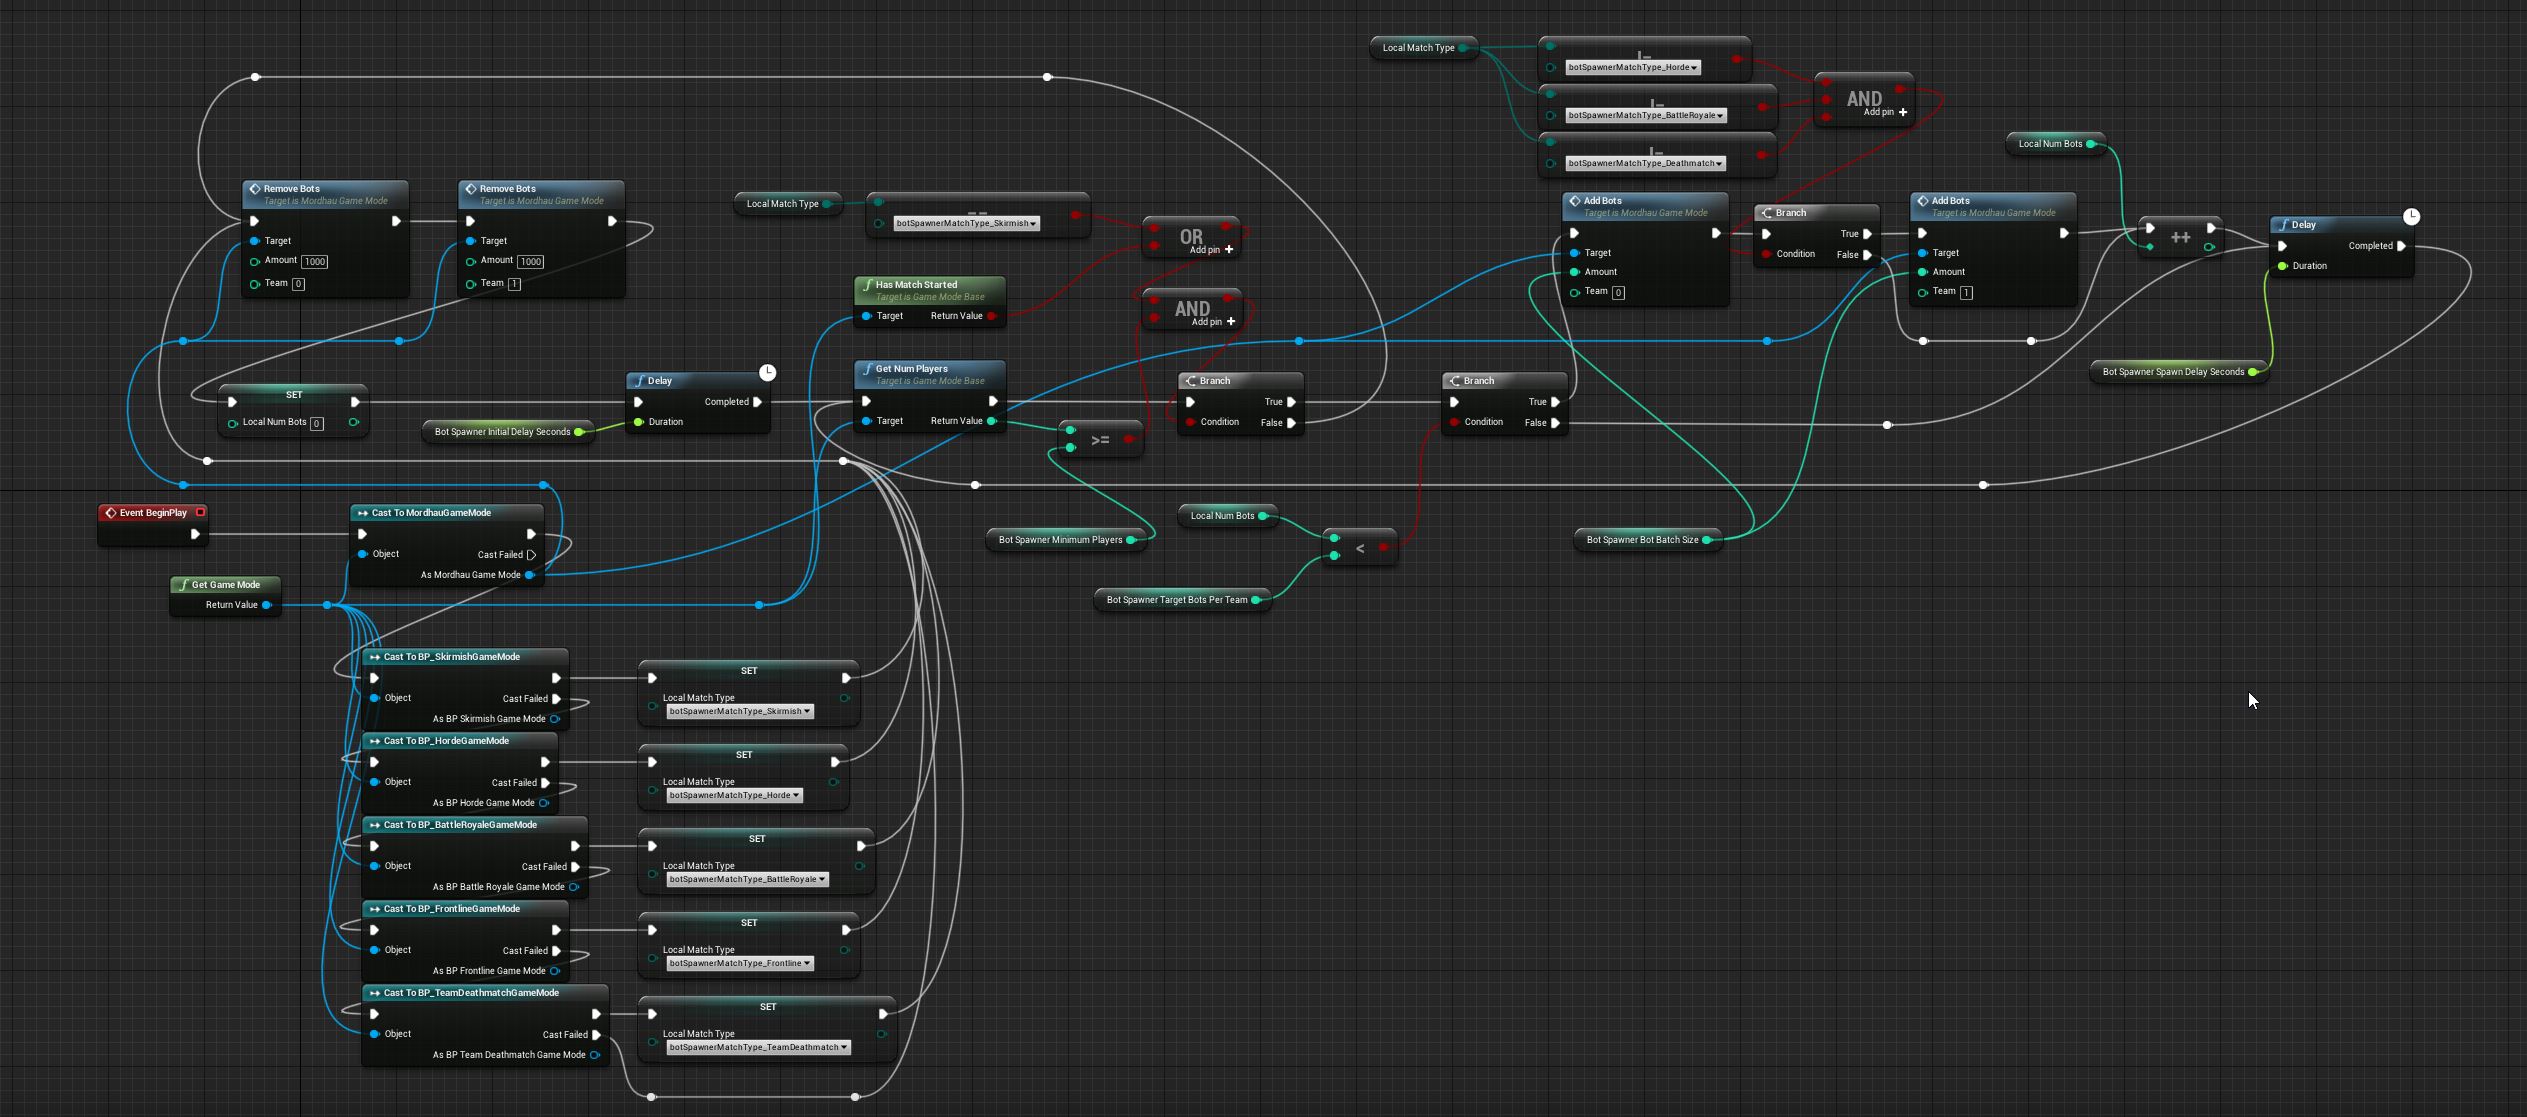 Local Match Type
!=
botSpawnerMatchType_Horde
!=
botSpawnerMatchType_BattleRoyale
!=
botSpawnerMatchType_Deathmatch
AND
Add pin +
Local Num Bots
Remove Bots
Target is Mordhau Game Mode
Target
Amount 1000
Team 0
Remove Bots
Target is Mordhau Game Mode
Target
Amount 1000
Team 1
Local Match Type
==
botSpawnerMatchType_Skirmish
OR
Add pin +
Has Match Started
Target is Game Mode Base
Target Return Value
AND
Add pin +
Add Bots
Target is Mordhau Game Mode
Target
Amount
Team 0
Branch
True
Condition False
Add Bots
Target is Mordhau Game Mode
Target
Amount
Team 1
++
Delay
Completed
Duration
Bot Spawner Spawn Delay Seconds
SET
Local Num Bots 0
Bot Spawner Initial Delay Seconds
Delay
Completed
Duration
Get Num Players
Target is Game Mode Base
Target Return Value
>=
Branch
True
Condition False
Branch
True
Condition False
Event BeginPlay
Cast To MordhauGameMode
Object
Cast Failed
As Mordhau Game Mode
Get Game Mode
Return Value
Bot Spawner Minimum Players
Local Num Bots
<
Bot Spawner Target Bots Per Team
Bot Spawner Bot Batch Size
Cast To BP_SkirmishGameMode
Object
Cast Failed
As BP Skirmish Game Mode
SET
Local Match Type
botSpawnerMatchType_Skirmish
Cast To BP_HordeGameMode
Object
Cast Failed
As BP Horde Game Mode
SET
Local Match Type
botSpawnerMatchType_Horde
Cast To BP_BattleRoyaleGameMode
Object
Cast Failed
As BP Battle Royale Game Mode
SET
Local Match Type
botSpawnerMatchType_BattleRoyale
Cast To BP_FrontlineGameMode
Object
Cast Failed
As BP Frontline Game Mode
SET
Local Match Type
botSpawnerMatchType_Frontline
Cast To BP_TeamDeathmatchGameMode
Object
Cast Failed
As BP Team Deathmatch Game Mode
SET
Local Match Type
botSpawnerMatchType_TeamDeathmatch